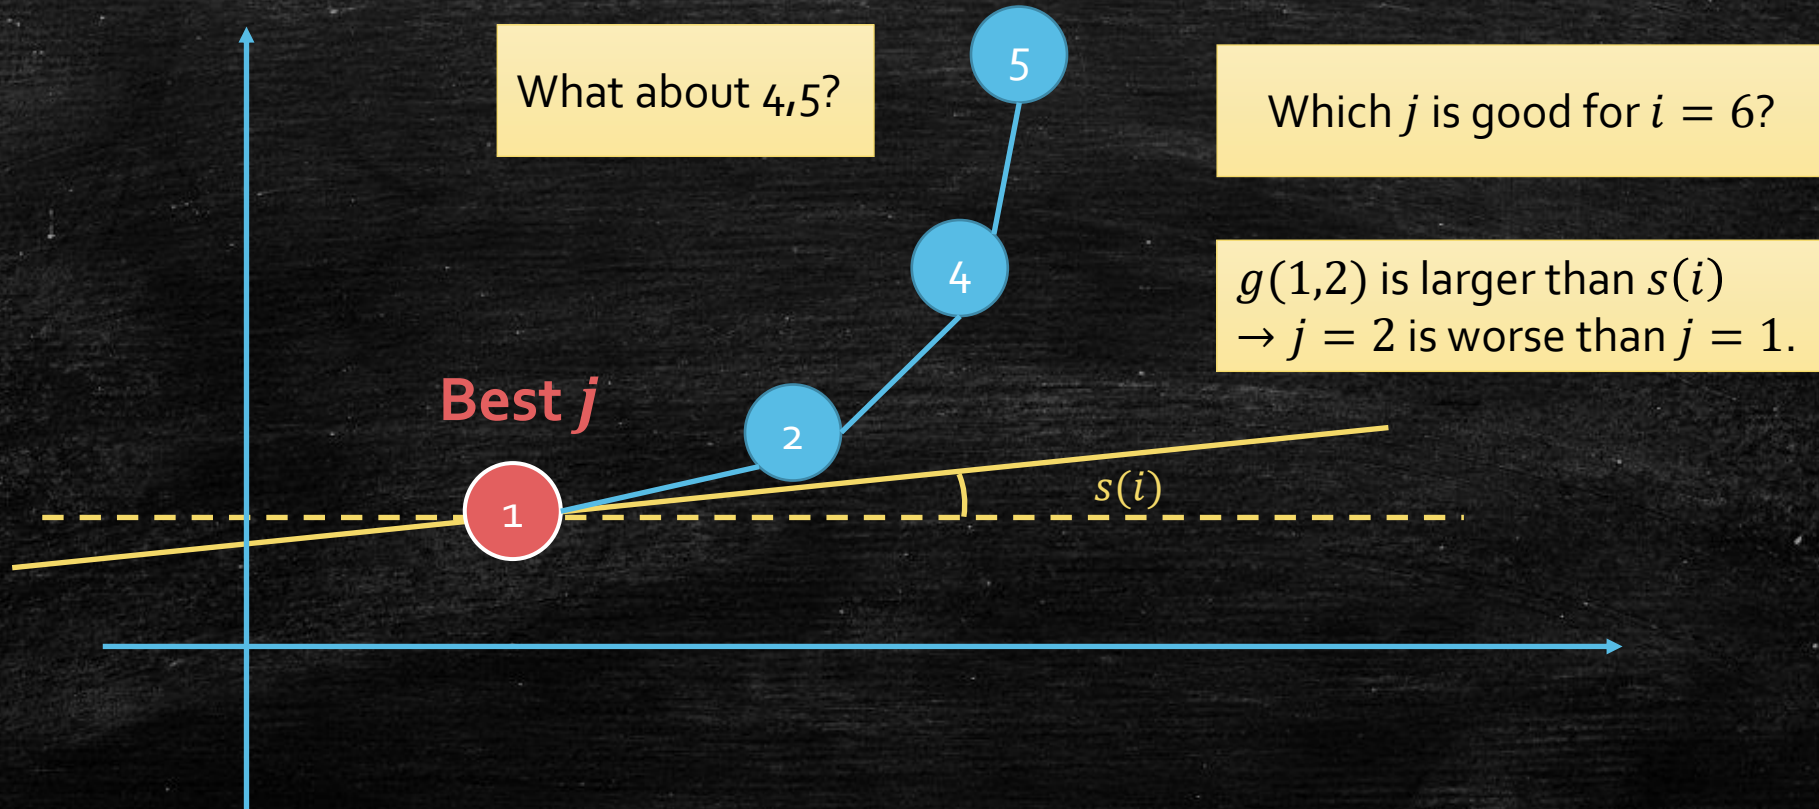 What about 4,5?
5
Which j is good for i = 6?
4
g(1,2) is larger than s(i)
→ j = 2 is worse than j = 1.
Best j
2
s(i)
1